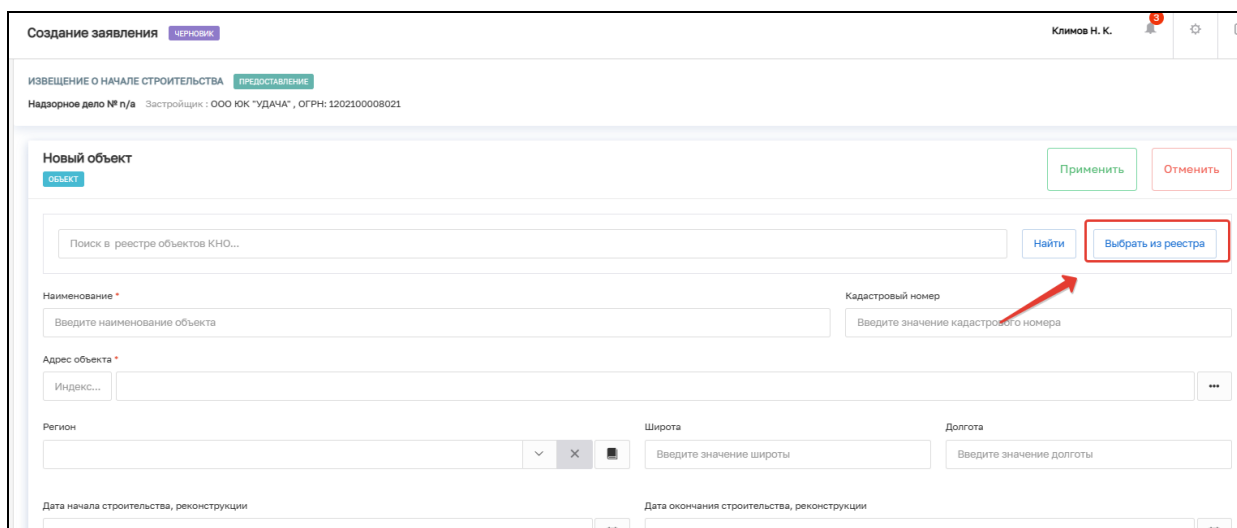 Создание заявления ЧЕРНОВИК Климов Н. К. 3
ИЗВЕЩЕНИЕ О НАЧАЛЕ СТРОИТЕЛЬСТВА ПРЕДОСТАВЛЕНИЕ
Надзорное дело № n/a Застройщик : ООО ЮК "УДАЧА" , ОГРН: 1202100008021
Новый объект
ОБЪЕКТ
Применить Отменить
Поиск в реестре объектов КНО... Найти Выбрать из реестра
Наименование * Кадастровый номер
Введите наименование объекта Введите значение кадастрового номера
Адрес объекта *
Индекс... ...
Регион Широта Долгота
Введите значение широты Введите значение долготы
Дата начала строительства, реконструкции Дата окончания строительства, реконструкции